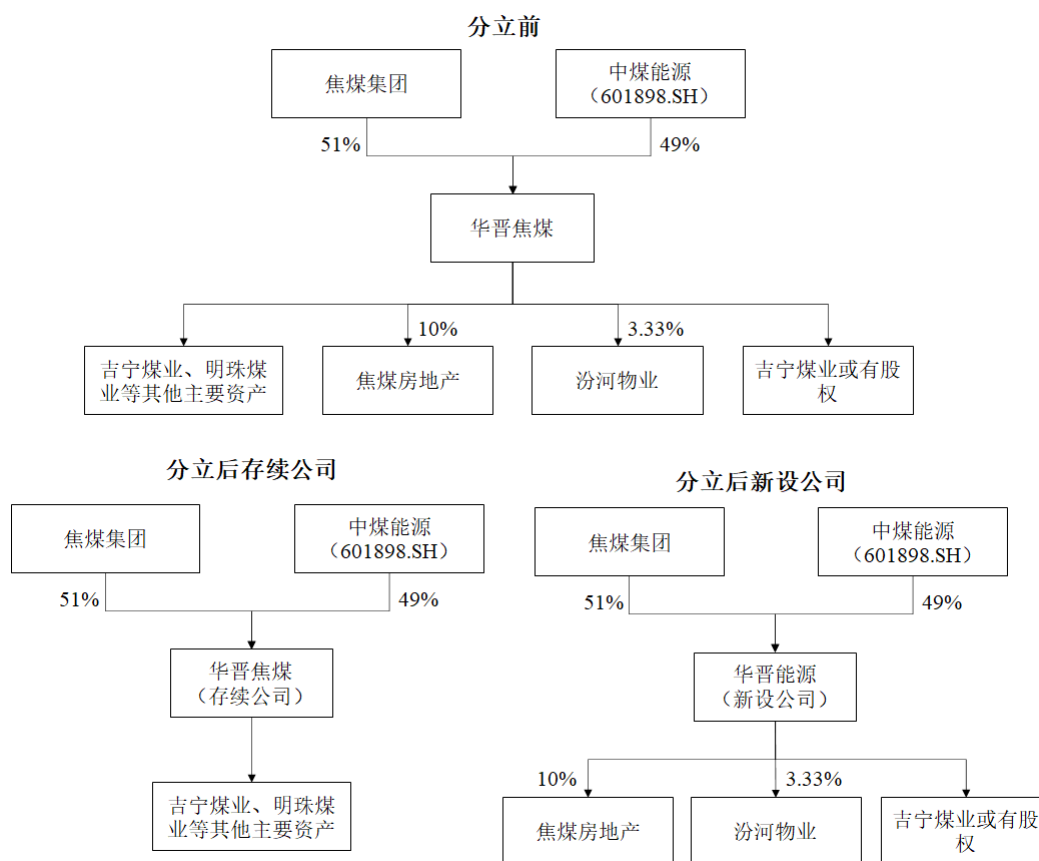 分立前
焦煤集团
中煤能源
（601898.SH）
51%
49%
华晋焦煤
10%
3.33%
吉宁煤业、明珠煤
业等其他主要资产
焦煤房地产
汾河物业
吉宁煤业或有股
权
分立后存续公司
焦煤集团
中煤能源
（601898.SH）
51%
49%
华晋焦煤
（存续公司）
吉宁煤业、明珠煤
业等其他主要资产
分立后新设公司
焦煤集团
中煤能源
（601898.SH）
51%
49%
华晋能源
（新设公司）
10%
3.33%
焦煤房地产
汾河物业
吉宁煤业或有股
权